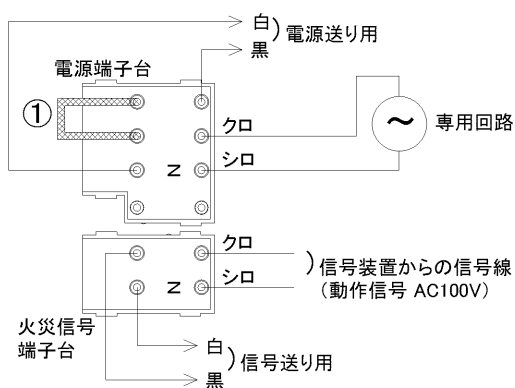 白
電源送り用
黒
電源端子台
①
クロ
専用回路
シロ
N
クロ
信号装置からの信号線
シロ
(動作信号 AC100V)
N
火災信号
端子台
白
信号送り用
黒